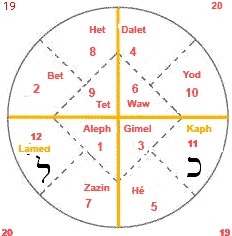 19 20
Het Dalet
8 4
Bet Yod
2 9 6 10
Tet Waw
12 Aleph Gimel Kaph
Lamed 1 3 11
ל כ
Zazin Hé
7 5
20 19